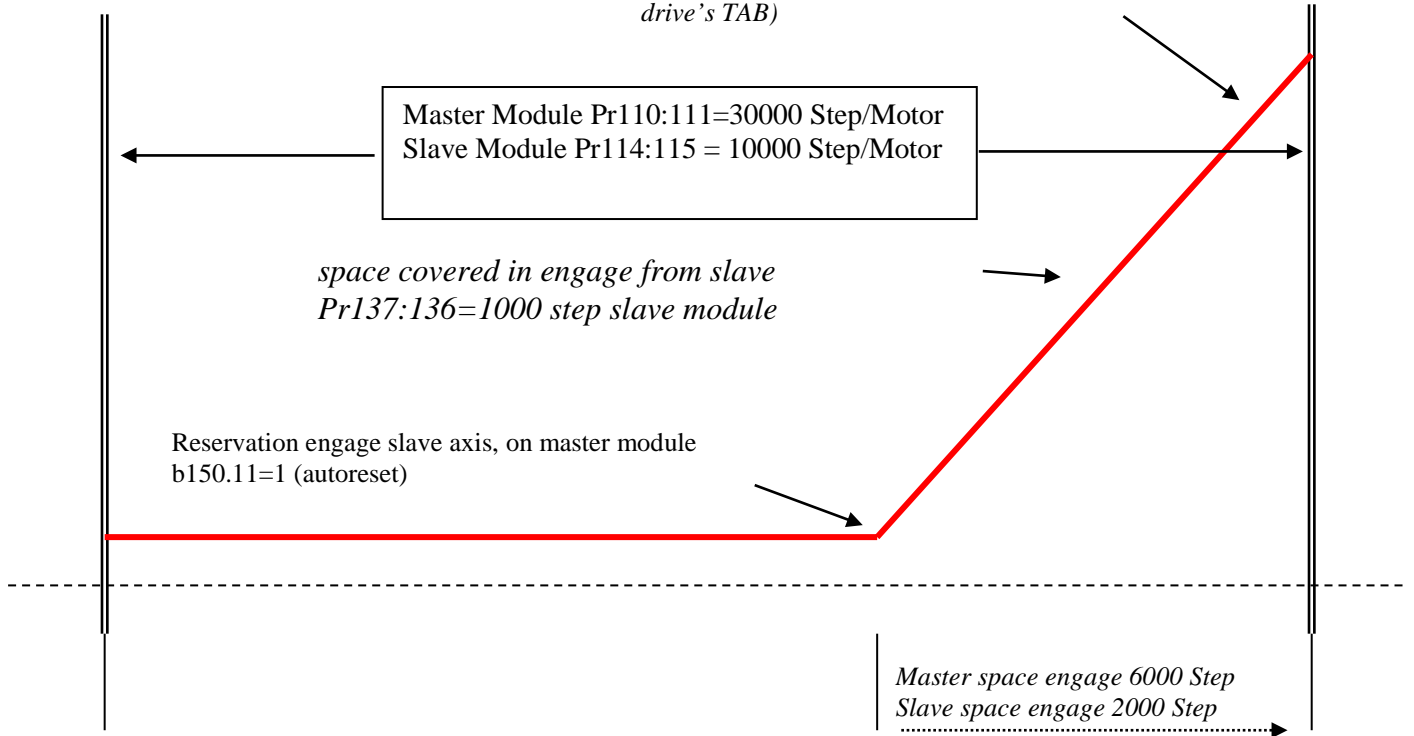 drive’s TAB)
Master Module Pr110:111=30000 Step/Motor
Slave Module Pr114:115 = 10000 Step/Motor
space covered in engage from slave
Pr137:136=1000 step slave module
Reservation engage slave axis, on master module
b150.11=1 (autoreset)
Master space engage 6000 Step
Slave space engage 2000 Step